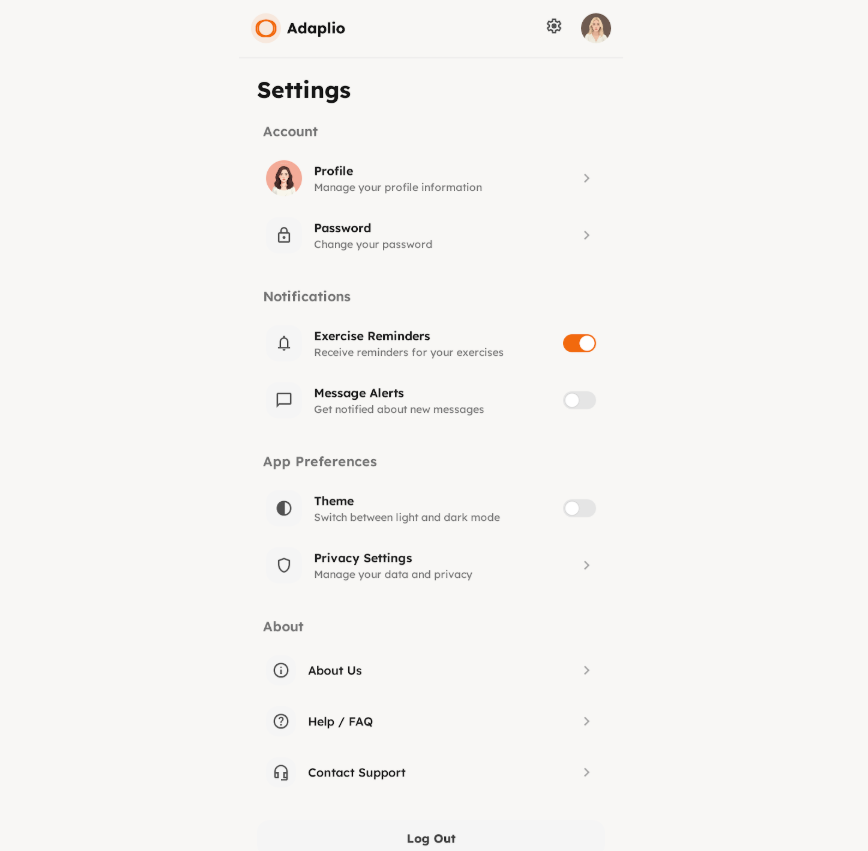 Adaplio
Settings
Account
Profile
Manage your profile information
Password
Change your password
Notifications
Exercise Reminders
Receive reminders for your exercises
Message Alerts
Get notified about new messages
App Preferences
Theme
Switch between light and dark mode
Privacy Settings
Manage your data and privacy
About
About Us
Help / FAQ
Contact Support
Log Out